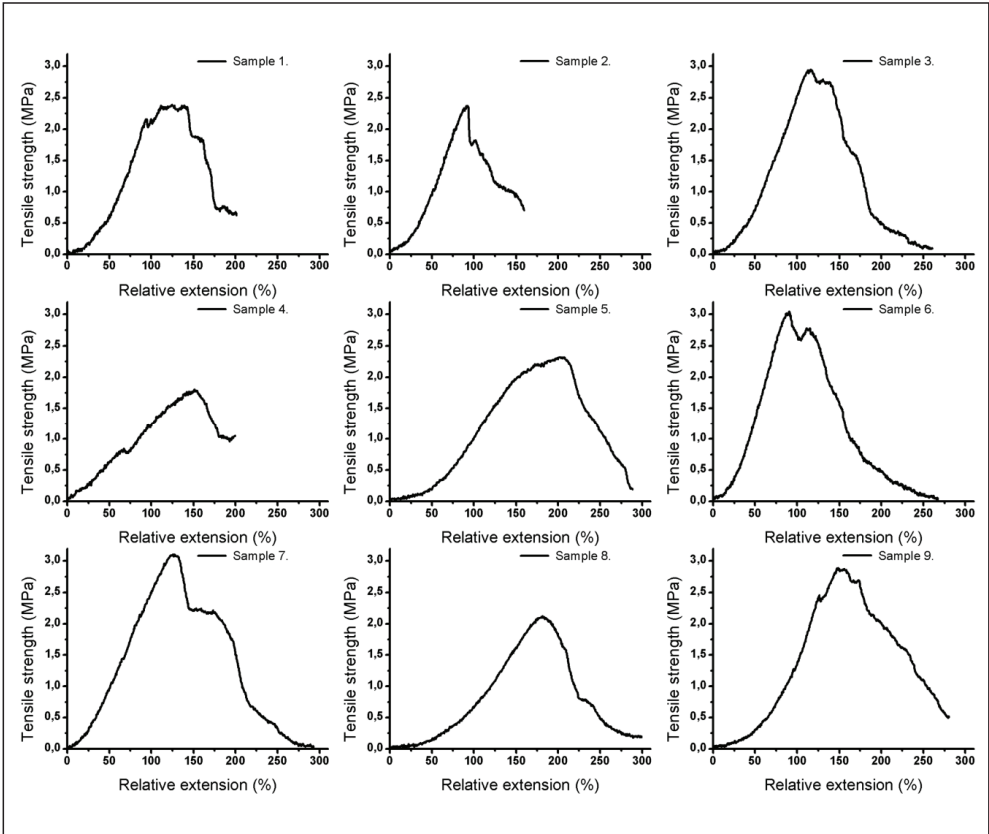 Sample 1.
Tensile strength (MPa)
3,0
2,5
2,0
1,5
1,0
0,5
0,0
0 50 100 150 200 250 300
Relative extension (%)
Sample 2.
Tensile strength (MPa)
3,0
2,5
2,0
1,5
1,0
0,5
0,0
0 50 100 150 200 250 300
Relative extension (%)
Sample 3.
Tensile strength (MPa)
3,0
2,5
2,0
1,5
1,0
0,5
0,0
0 50 100 150 200 250 300
Relative extension (%)
Sample 4.
Tensile strength (MPa)
3,0
2,5
2,0
1,5
1,0
0,5
0,0
0 50 100 150 200 250 300
Relative extension (%)
Sample 5.
Tensile strength (MPa)
3,0
2,5
2,0
1,5
1,0
0,5
0,0
0 50 100 150 200 250 300
Relative extension (%)
Sample 6.
Tensile strength (MPa)
3,0
2,5
2,0
1,5
1,0
0,5
0,0
0 50 100 150 200 250 300
Relative extension (%)
Sample 7.
Tensile strength (MPa)
3,0
2,5
2,0
1,5
1,0
0,5
0,0
0 50 100 150 200 250 300
Relative extension (%)
Sample 8.
Tensile strength (MPa)
3,0
2,5
2,0
1,5
1,0
0,5
0,0
0 50 100 150 200 250 300
Relative extension (%)
Sample 9.
Tensile strength (MPa)
3,0
2,5
2,0
1,5
1,0
0,5
0,0
0 50 100 150 200 250 300
Relative extension (%)